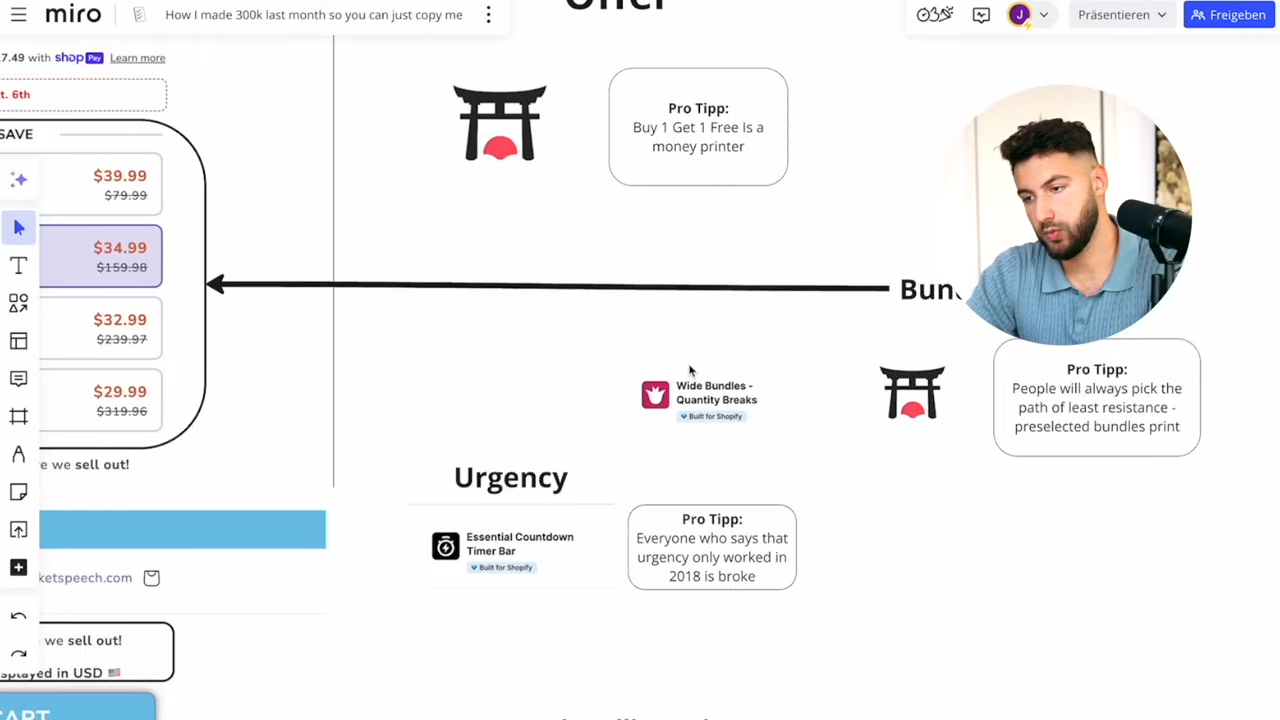 miro
How I made 300k last month so you can just copy me
J
Präsentieren
Freigeben
Offer
7.49 with shop Pay Learn more
t. 6th
SAVE
$39.99
$79.99
$34.99
$159.98
$32.99
$239.97
$29.99
$319.96
e we sell out!
ketspeech.com
we sell out!
splayed in USD
CART
Pro Tipp:
Buy 1 Get 1 Free Is a
money printer
Wide Bundles -
Quantity Breaks
Built for Shopify
Pro Tipp:
People will always pick the
path of least resistance -
preselected bundles print
Urgency
Essential Countdown
Timer Bar
Built for Shopify
Pro Tipp:
Everyone who says that
urgency only worked in
2018 is broke